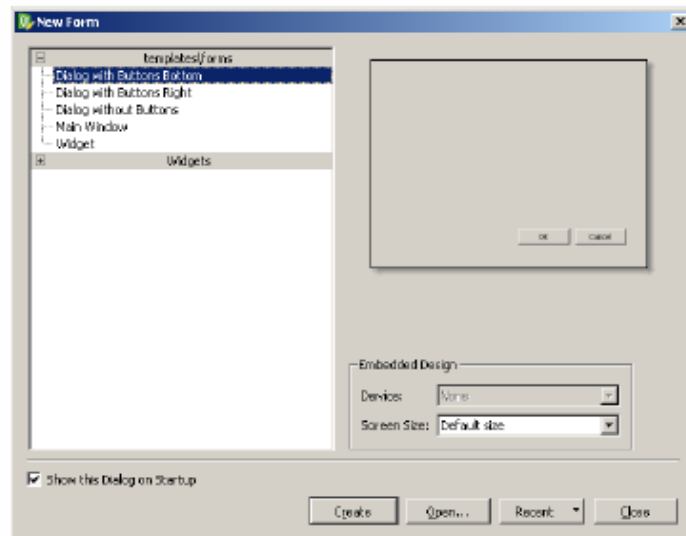 New Form
templates/forms
Dialog with Buttons Bottom
Dialog with Buttons Right
Dialog without Buttons
Main Window
Widget
Widgets
OK Cancel
Embedded Design
Device: None
Screen Size: Default size
Show this Dialog on Startup
Create Open... Recent Close